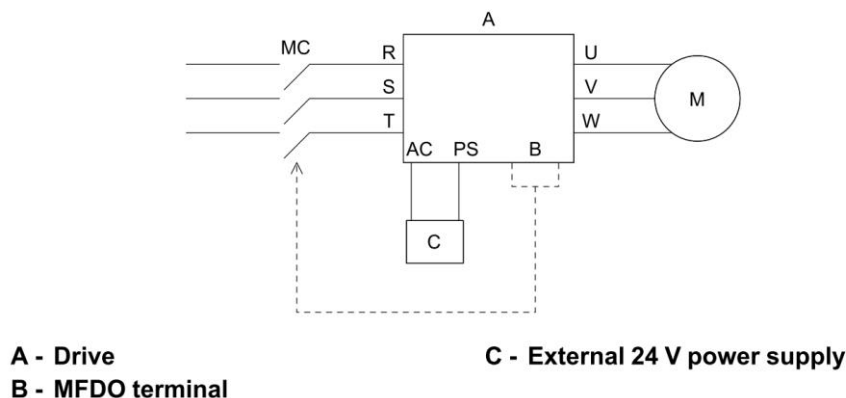 A
MC
R
U
S
V
M
T
W
AC PS B
C
A - Drive
C - External 24 V power supply
B - MFDO terminal